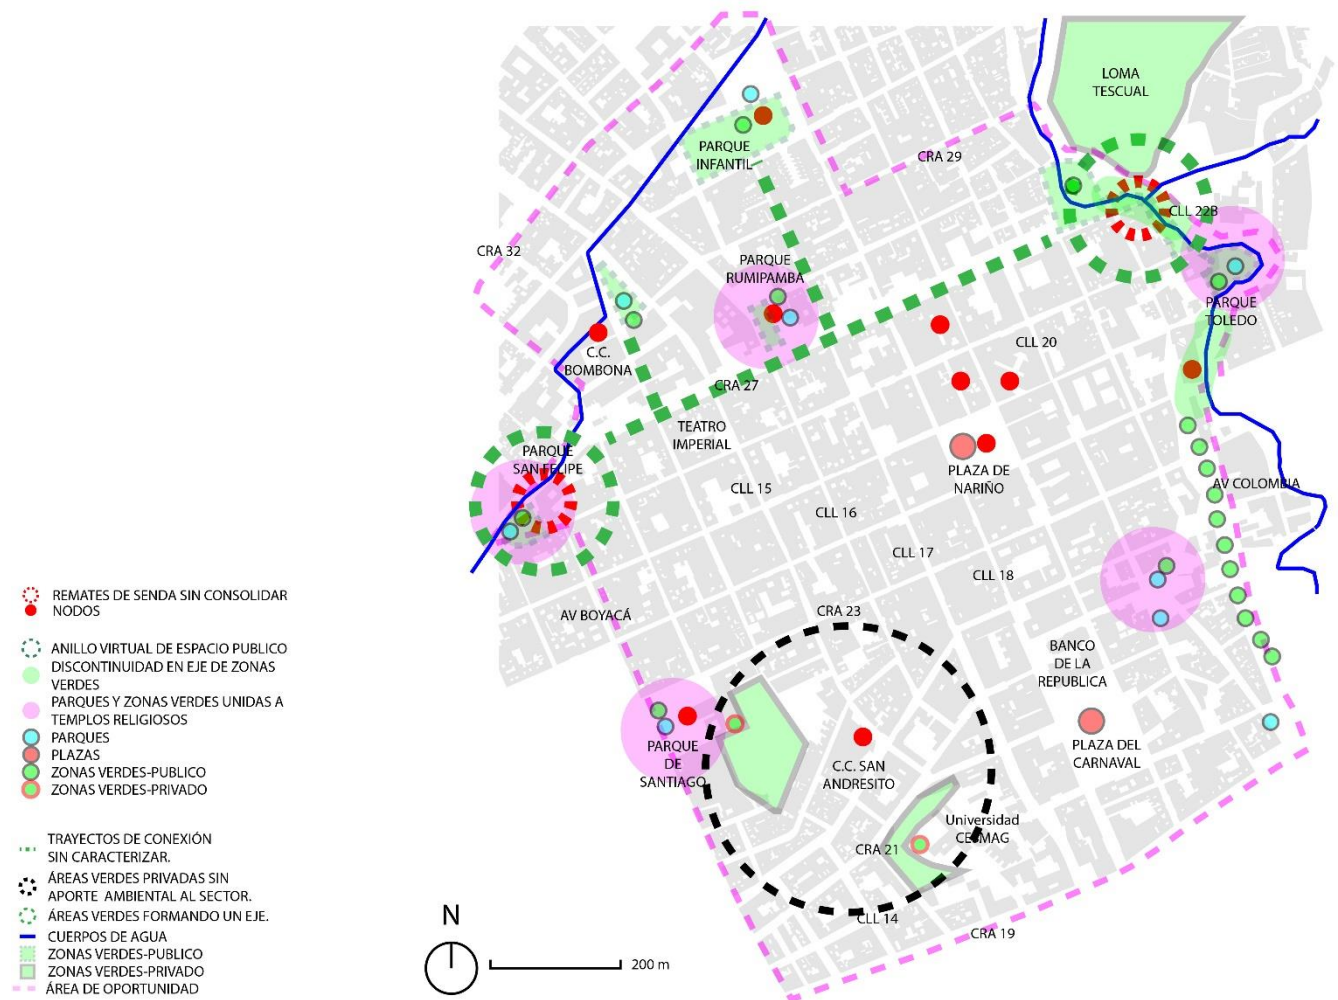 LOMA
TESCUAL
PARQUE
INFANTIL
CRA 29
CLL 22B
CRA 32
PARQUE
RUMIPAMBA
PARQUE
TOLEDO
C.C.
BOMBONA
CLL 20
CRA 27
TEATRO
IMPERIAL
PARQUE
SAN FELIPE
PLAZA DE
NARIÑO
CLL 15
AV COLOMBIA
CLL 16
CLL 17
CLL 18
AV BOYACÁ
CRA 23
BANCO
DE LA
REPUBLICA
PARQUE
DE
SANTIAGO
C.C. SAN
ANDRESITO
PLAZA DEL
CARNAVAL
Universidad
CESMAG
CRA 21
CLL 14
CRA 19
REMATES DE SENDA SIN CONSOLIDAR
NODOS
ANILLO VIRTUAL DE ESPACIO PUBLICO
DISCONTINUIDAD EN EJE DE ZONAS
VERDES
PARQUES Y ZONAS VERDES UNIDAS A
TEMPLOS RELIGIOSOS
PARQUES
PLAZAS
ZONAS VERDES-PUBLICO
ZONAS VERDES-PRIVADO
TRAYECTOS DE CONEXIÓN
SIN CARACTERIZAR.
ÁREAS VERDES PRIVADAS SIN
APORTE AMBIENTAL AL SECTOR.
ÁREAS VERDES FORMANDO UN EJE.
CUERPOS DE AGUA
ZONAS VERDES-PUBLICO
ZONAS VERDES-PRIVADO
ÁREA DE OPORTUNIDAD
N
200 m